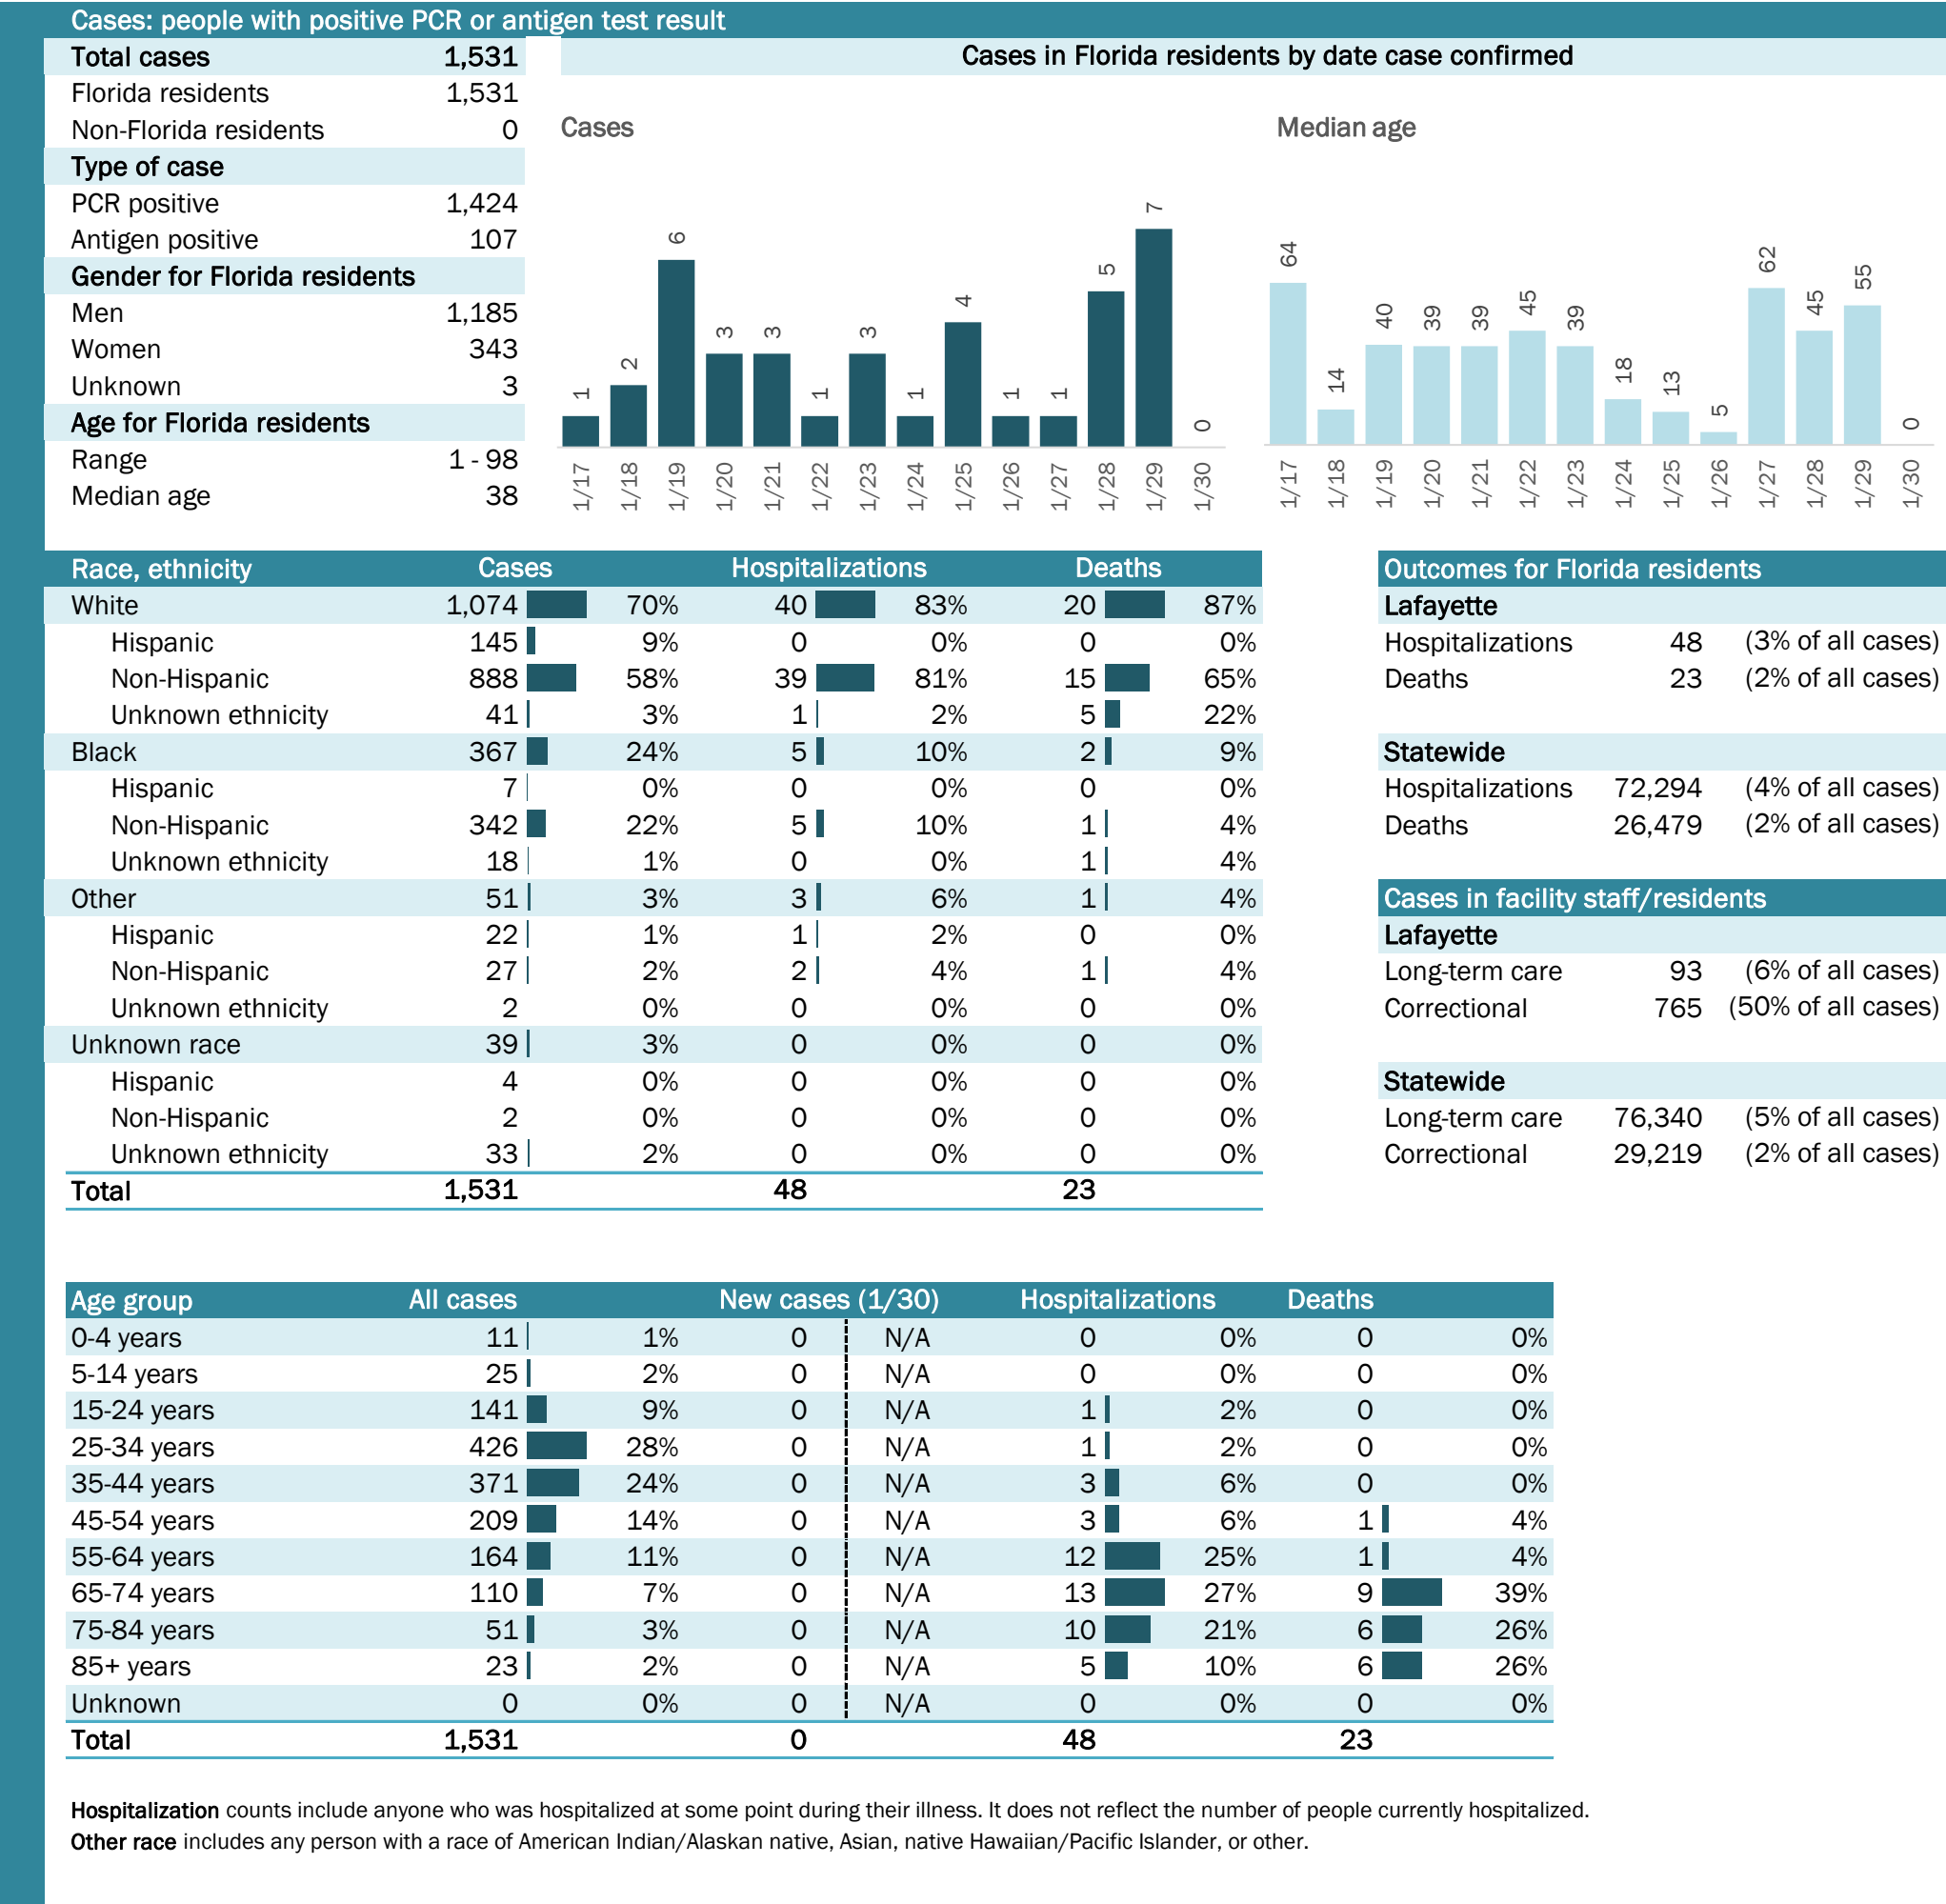 Cases: people with positive PCR or antigen test result
Total cases 1,531
Florida residents 1,531
Non-Florida residents 0
Type of case
PCR positive 1,424
Antigen positive 107
Gender for Florida residents
Men 1,185
Women 343
Unknown 3
Age for Florida residents
Range 1 - 98
Median age 38
Cases in Florida residents by date case confirmed
Cases
1 2 6 3 3 1 3 1 4 1 1 5 7 0
1/17 1/18 1/19 1/20 1/21 1/22 1/23 1/24 1/25 1/26 1/27 1/28 1/29 1/30
Median age
64 14 40 39 39 45 39 18 13 5 62 45 55 0
1/17 1/18 1/19 1/20 1/21 1/22 1/23 1/24 1/25 1/26 1/27 1/28 1/29 1/30
Race, ethnicity Cases Hospitalizations Deaths
White 1,074 70% 40 83% 20 87%
Hispanic 145 9% 0 0% 0 0%
Non-Hispanic 888 58% 39 81% 15 65%
Unknown ethnicity 41 3% 1 2% 5 22%
Black 367 24% 5 10% 2 9%
Hispanic 7 0% 0 0% 0 0%
Non-Hispanic 342 22% 5 10% 1 4%
Unknown ethnicity 18 1% 0 0% 1 4%
Other 51 3% 3 6% 1 4%
Hispanic 22 1% 1 2% 0 0%
Non-Hispanic 27 2% 2 4% 1 4%
Unknown ethnicity 2 0% 0 0% 0 0%
Unknown race 39 3% 0 0% 0 0%
Hispanic 4 0% 0 0% 0 0%
Non-Hispanic 2 0% 0 0% 0 0%
Unknown ethnicity 33 2% 0 0% 0 0%
Total 1,531 48 23
Outcomes for Florida residents
Lafayette
Hospitalizations 48 (3% of all cases)
Deaths 23 (2% of all cases)
Statewide
Hospitalizations 72,294 (4% of all cases)
Deaths 26,479 (2% of all cases)
Cases in facility staff/residents
Lafayette
Long-term care 93 (6% of all cases)
Correctional 765 (50% of all cases)
Statewide
Long-term care 76,340 (5% of all cases)
Correctional 29,219 (2% of all cases)
Age group All cases New cases (1/30) Hospitalizations Deaths
0-4 years 11 1% 0 N/A 0 0% 0 0%
5-14 years 25 2% 0 N/A 0 0% 0 0%
15-24 years 141 9% 0 N/A 1 2% 0 0%
25-34 years 426 28% 0 N/A 1 2% 0 0%
35-44 years 371 24% 0 N/A 3 6% 0 0%
45-54 years 209 14% 0 N/A 3 6% 1 4%
55-64 years 164 11% 0 N/A 12 25% 1 4%
65-74 years 110 7% 0 N/A 13 27% 9 39%
75-84 years 51 3% 0 N/A 10 21% 6 26%
85+ years 23 2% 0 N/A 5 10% 6 26%
Unknown 0 0% 0 N/A 0 0% 0 0%
Total 1,531 0 48 23
Hospitalization counts include anyone who was hospitalized at some point during their illness. It does not reflect the number of people currently hospitalized.
Other race includes any person with a race of American Indian/Alaskan native, Asian, native Hawaiian/Pacific Islander, or other.